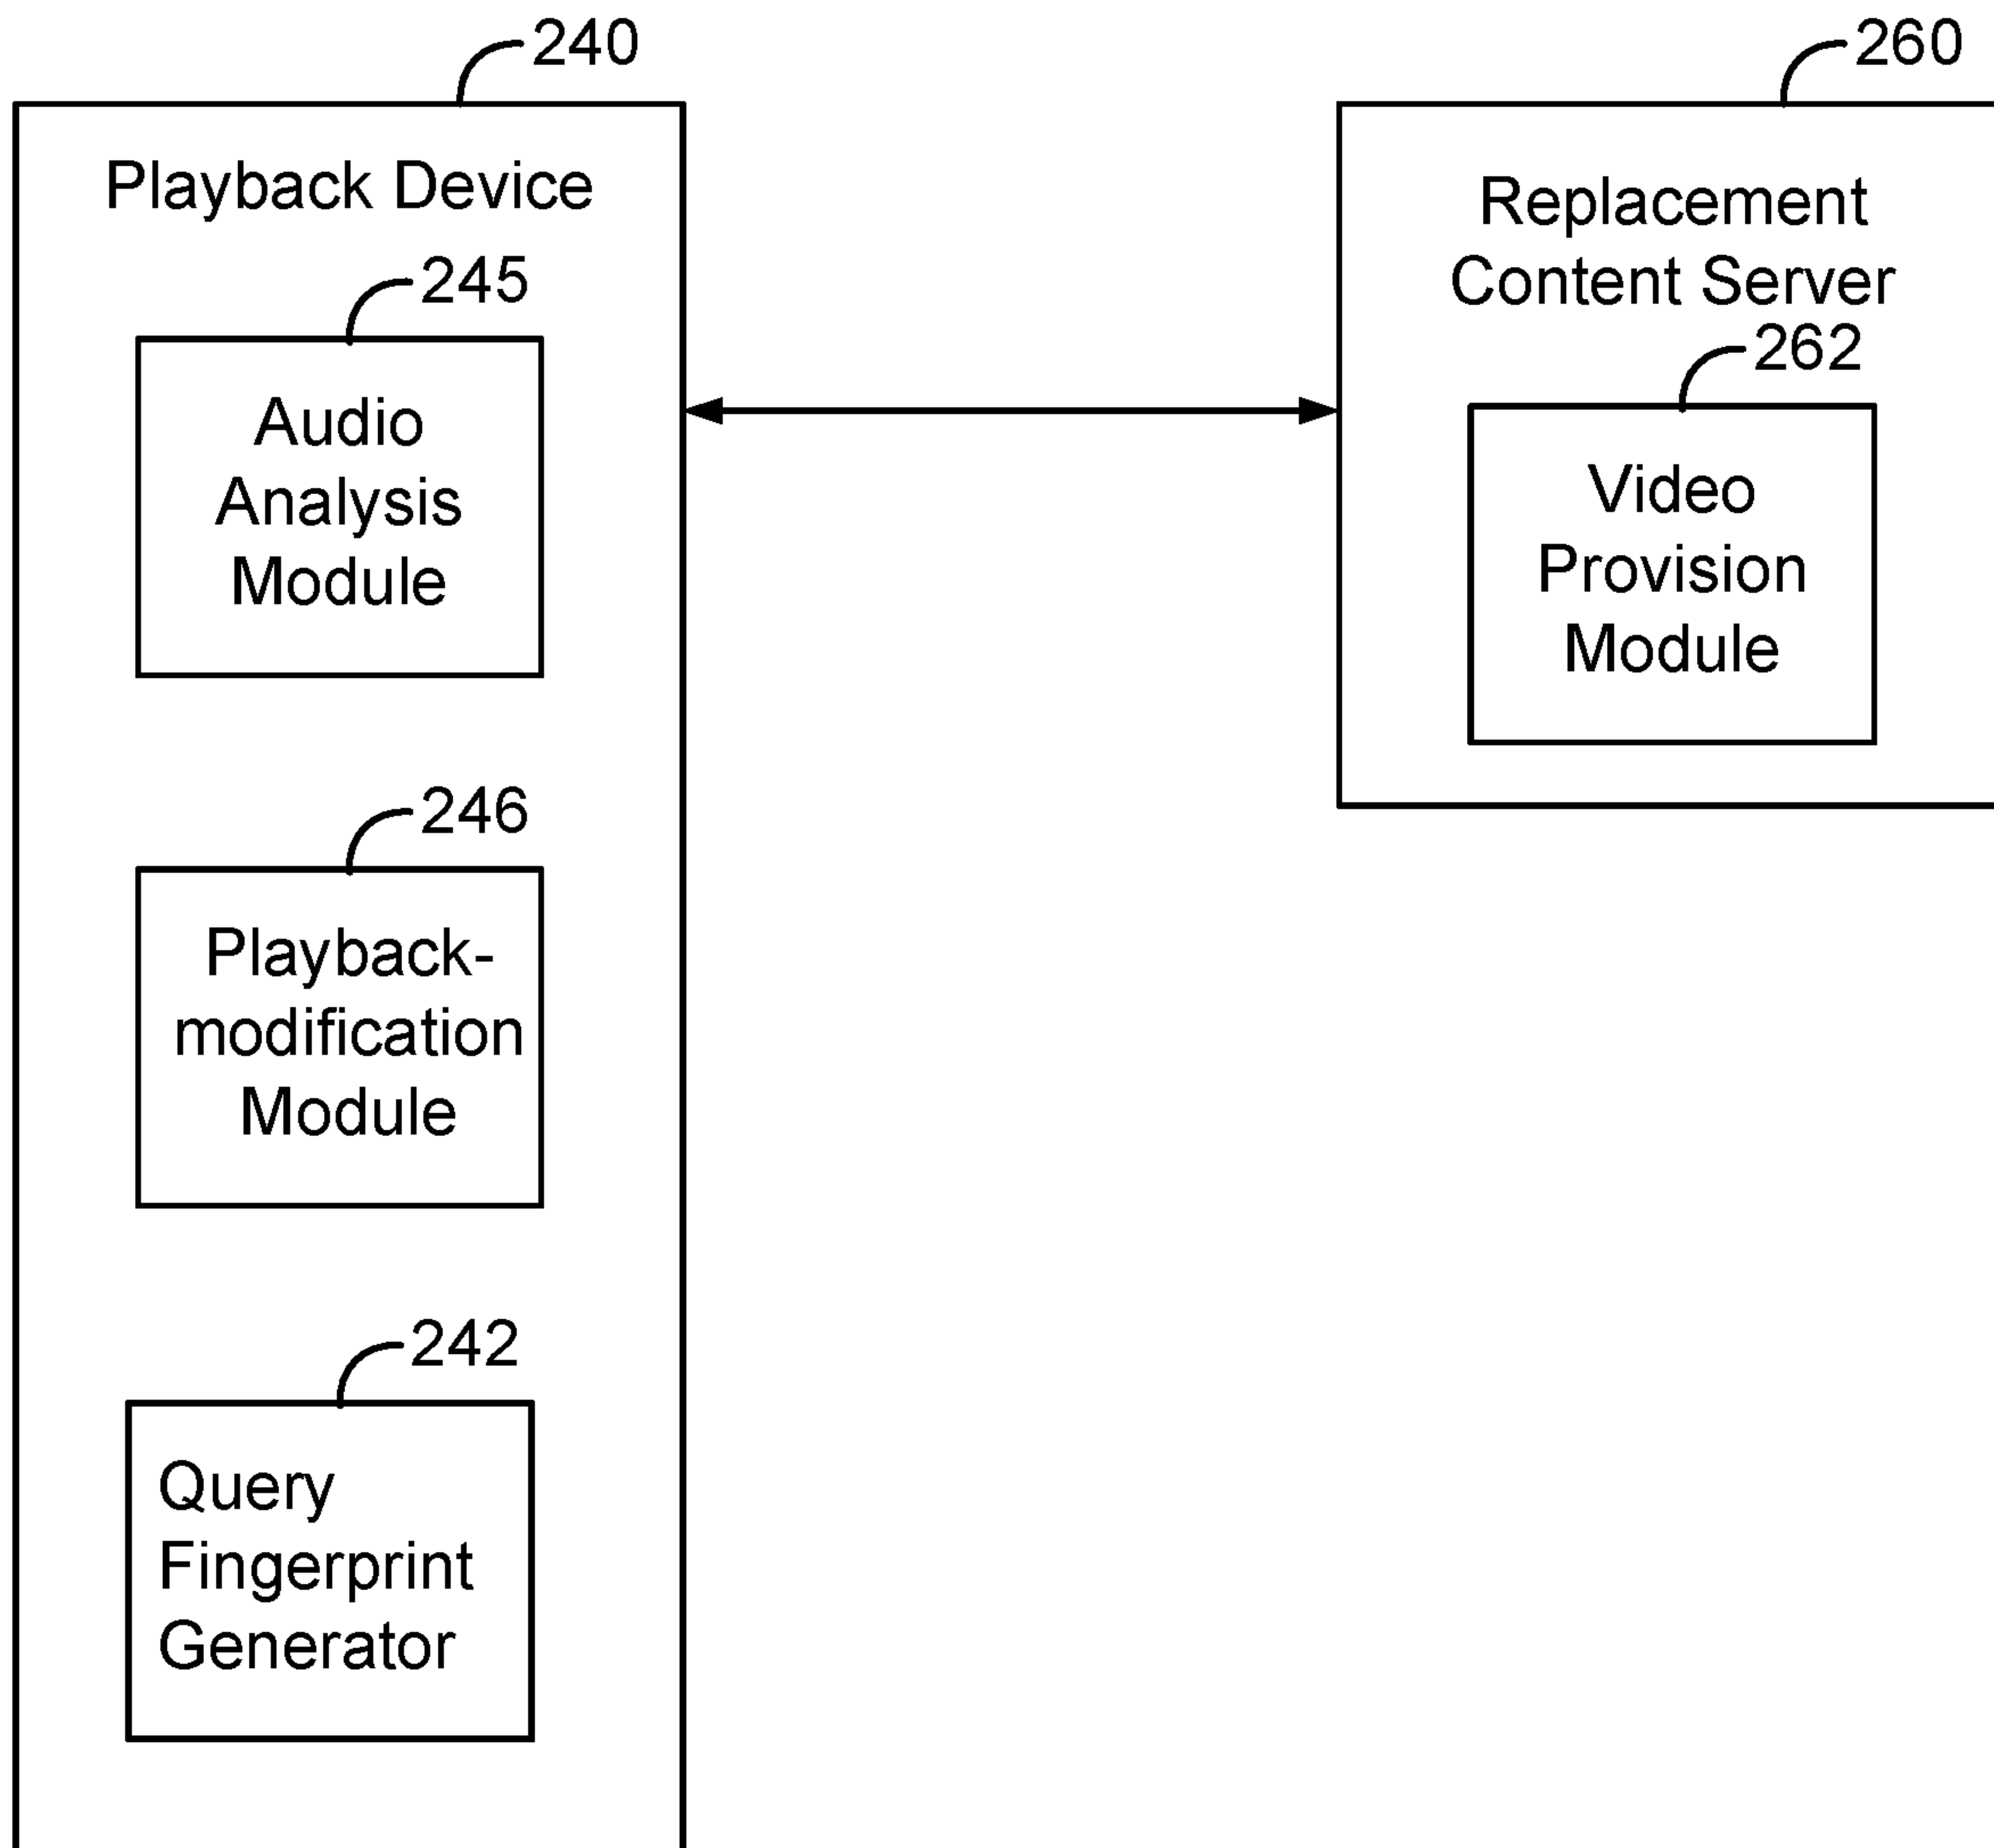 240
Playback Device
245
Audio
Analysis
Module
246
Playback-
modification
Module
242
Query
Fingerprint
Generator
260
Replacement
Content Server
262
Video
Provision
Module